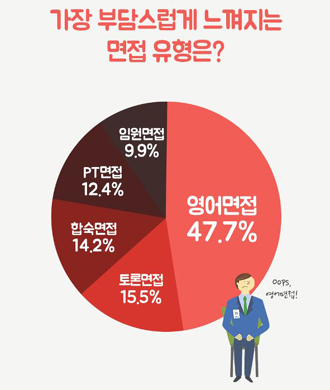 가장 부담스럽게 느껴지는
면접 유형은?
임원면접
9.9%
PT면접
12.4%
영어면접
47.7%
합숙면접
14.2%
토론면접
15.5%
OOPS,
영어면접!